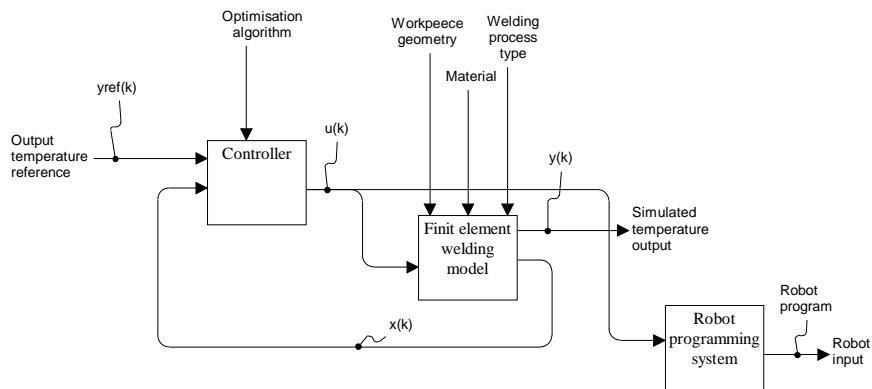 Optimisation
algorithm
Workpeece
geometry
Welding
process
type
Material
yref(k)
Output
temperature
reference
Controller
u(k)
y(k)
Finit element
welding
model
Simulated
temperature
output
x(k)
Robot
programming
system
Robot
program
Robot
input